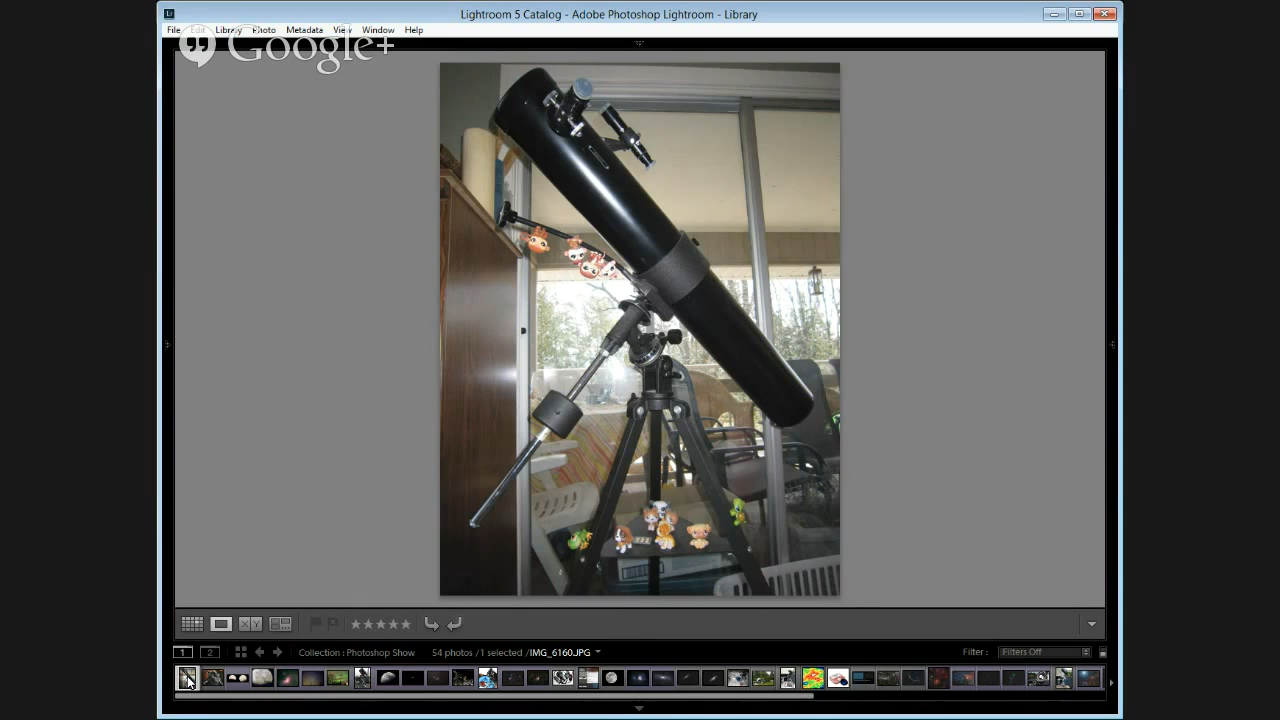 Lightroom 5 Catalog - Adobe Photoshop Lightroom - Library
File Edit Library Photo Metadata View Window Help
Google+
1 2 Collection : Photoshop Show 54 photos / 1 selected / IMG_6160.JPG Filter : Filters Off